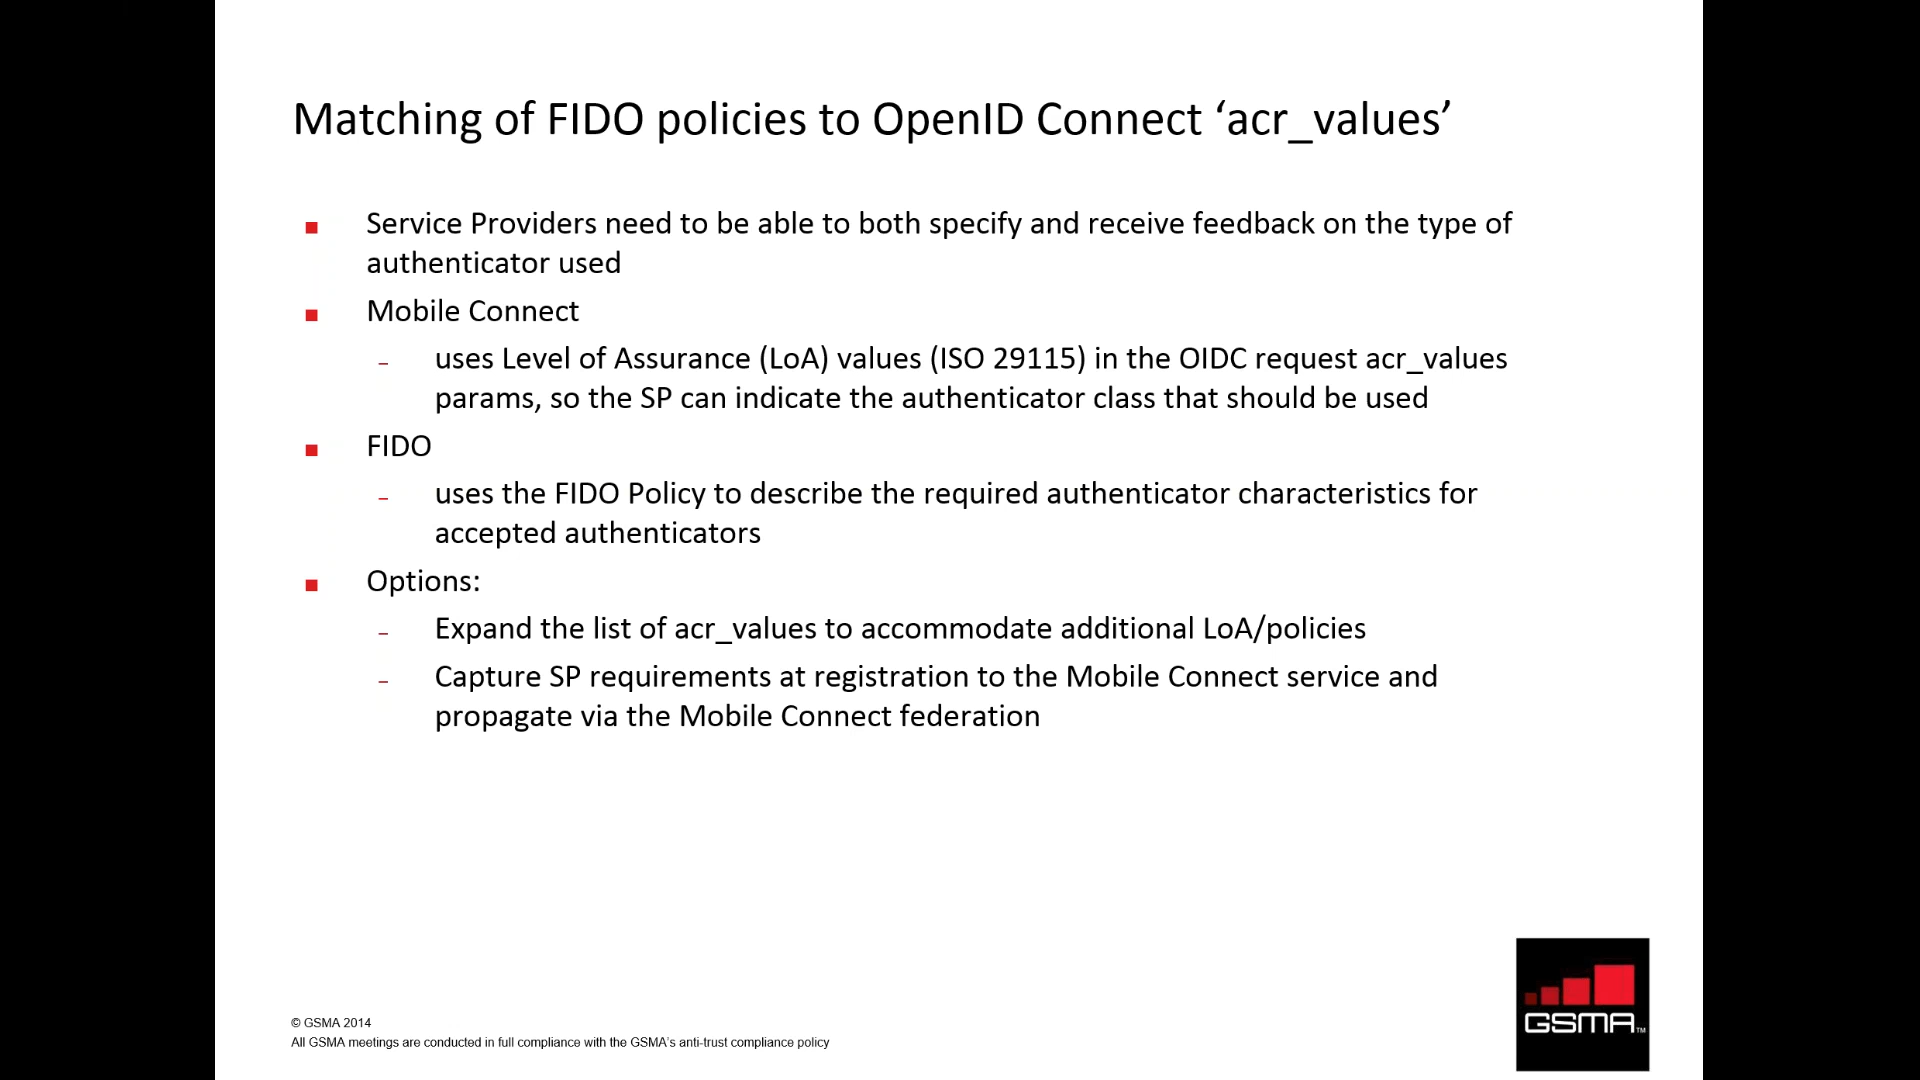 Matching of FIDO policies to OpenID Connect ‘acr_values’
■ Service Providers need to be able to both specify and receive feedback on the type of
authenticator used
■ Mobile Connect
– uses Level of Assurance (LoA) values (ISO 29115) in the OIDC request acr_values
params, so the SP can indicate the authenticator class that should be used
■ FIDO
– uses the FIDO Policy to describe the required authenticator characteristics for
accepted authenticators
■ Options:
– Expand the list of acr_values to accommodate additional LoA/policies
– Capture SP requirements at registration to the Mobile Connect service and
propagate via the Mobile Connect federation
© GSMA 2014
All GSMA meetings are conducted in full compliance with the GSMA’s anti-trust compliance policy
GSMA™